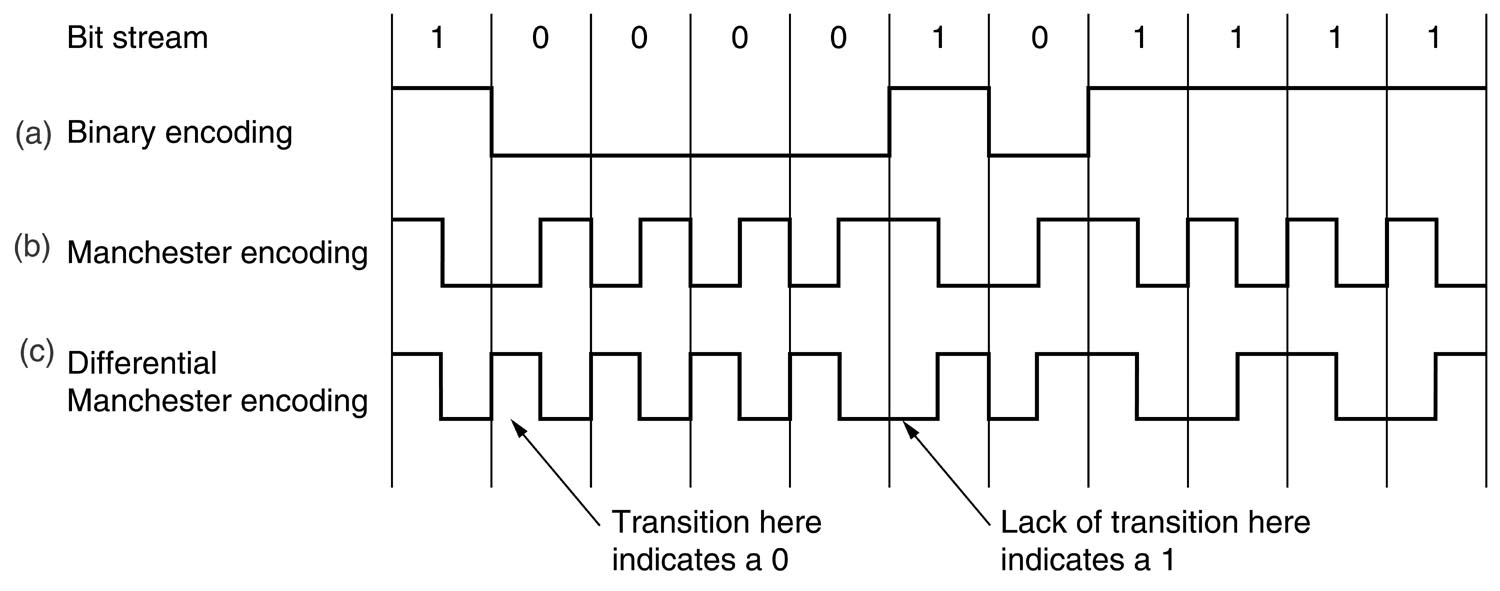 Bit stream 1 0 0 0 0 1 0 1 1 1 1
(a) Binary encoding
(b) Manchester encoding
(c) Differential
Manchester encoding
Transition here
indicates a 0
Lack of transition here
indicates a 1